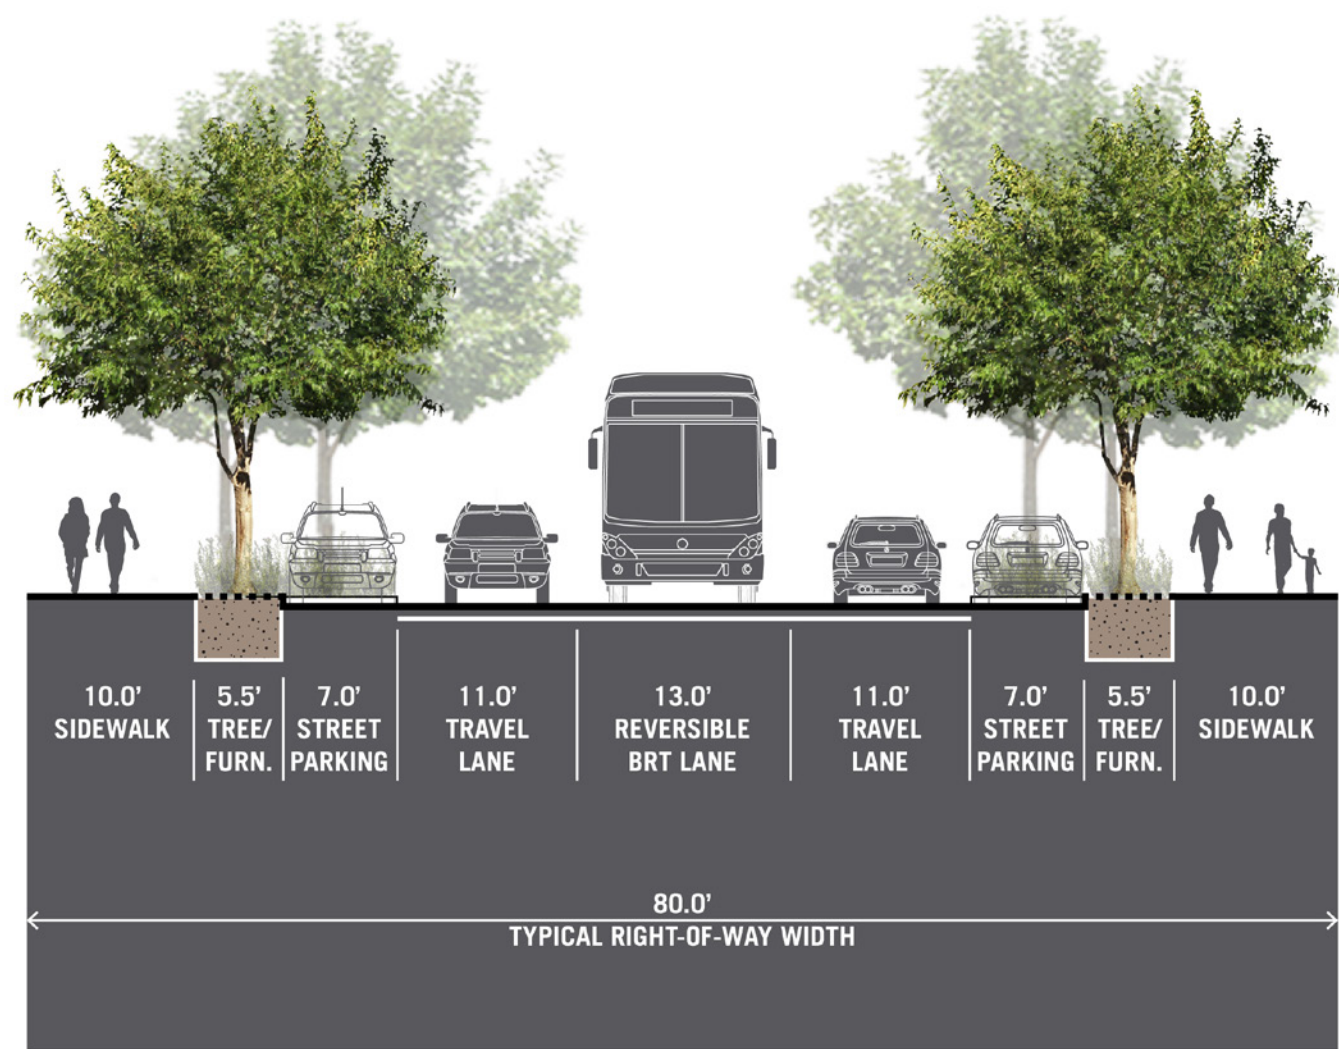 10.0'
SIDEWALK
5.5'
TREE/
FURN.
7.0'
STREET
PARKING
11.0'
TRAVEL
LANE
13.0'
REVERSIBLE
BRT LANE
11.0'
TRAVEL
LANE
7.0'
STREET
PARKING
5.5'
TREE/
FURN.
10.0'
SIDEWALK
80.0'
TYPICAL RIGHT-OF-WAY WIDTH